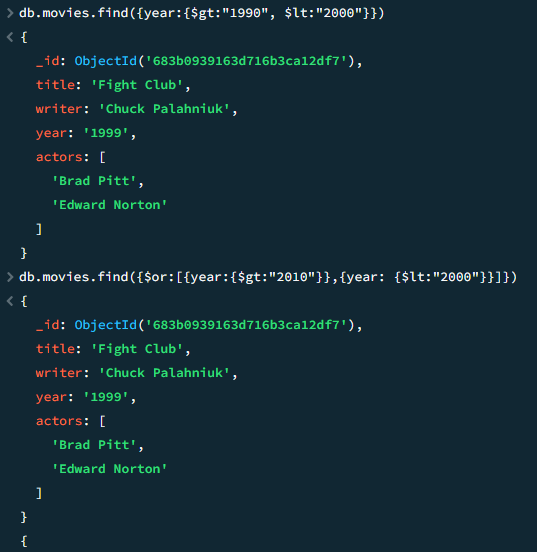 > db.movies.find({year:{$gt:"1990", $lt:"2000"}})
< {
_id: ObjectId('683b0939163d716b3ca12df7'),
title: 'Fight Club',
writer: 'Chuck Palahniuk',
year: '1999',
actors: [
'Brad Pitt',
'Edward Norton'
]
}
> db.movies.find({$or:[{year:{$gt:"2010"}},{year: {$lt:"2000"}}]})
< {
_id: ObjectId('683b0939163d716b3ca12df7'),
title: 'Fight Club',
writer: 'Chuck Palahniuk',
year: '1999',
actors: [
'Brad Pitt',
'Edward Norton'
]
}
{